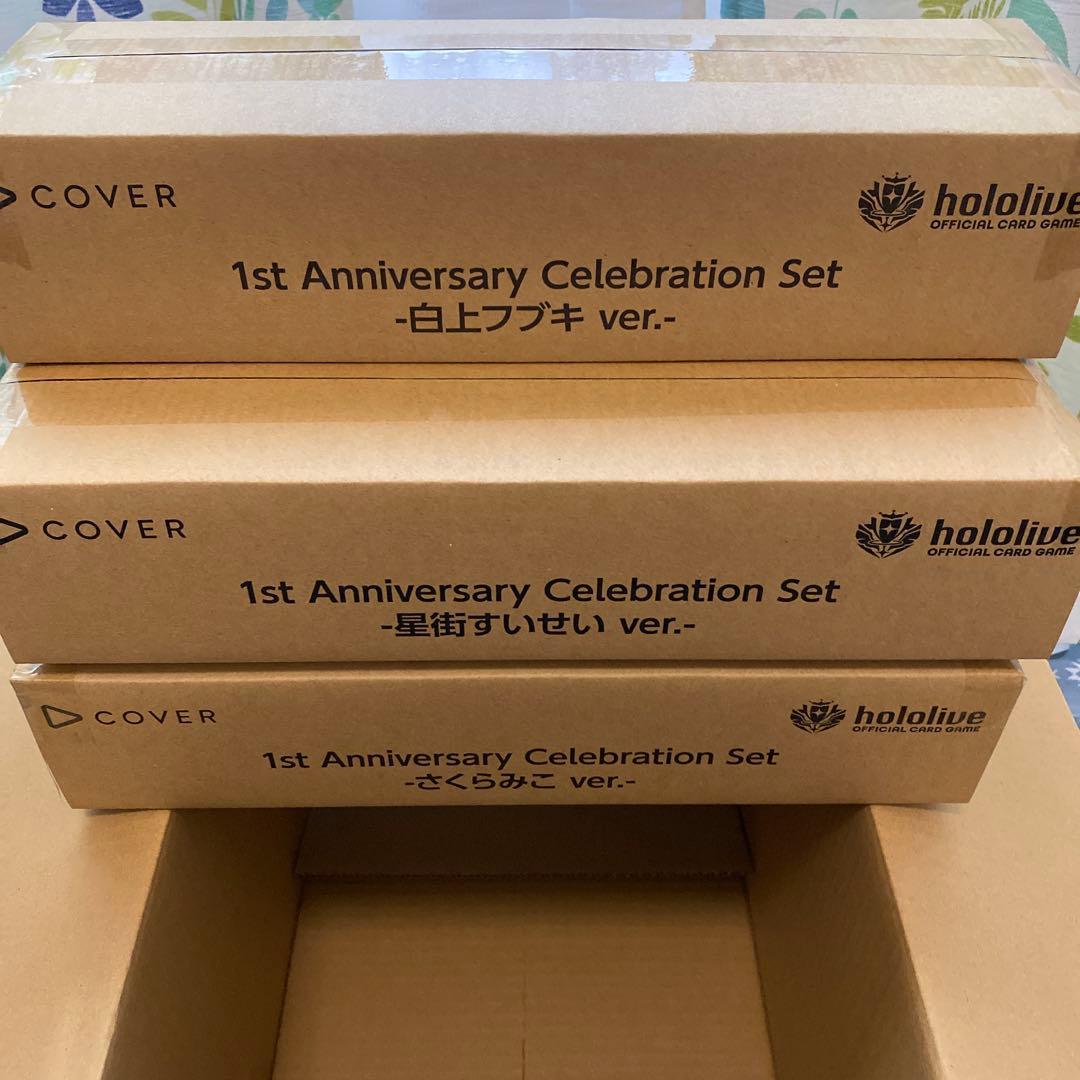 COVER
hololive
OFFICIAL CARD GAME
1st Anniversary Celebration Set
-白上フブキ ver.-
COVER
hololive
OFFICIAL CARD GAME
1st Anniversary Celebration Set
-星街すいせい ver.-
COVER
hololive
OFFICIAL CARD GAME
1st Anniversary Celebration Set
-さくらみこ ver.-